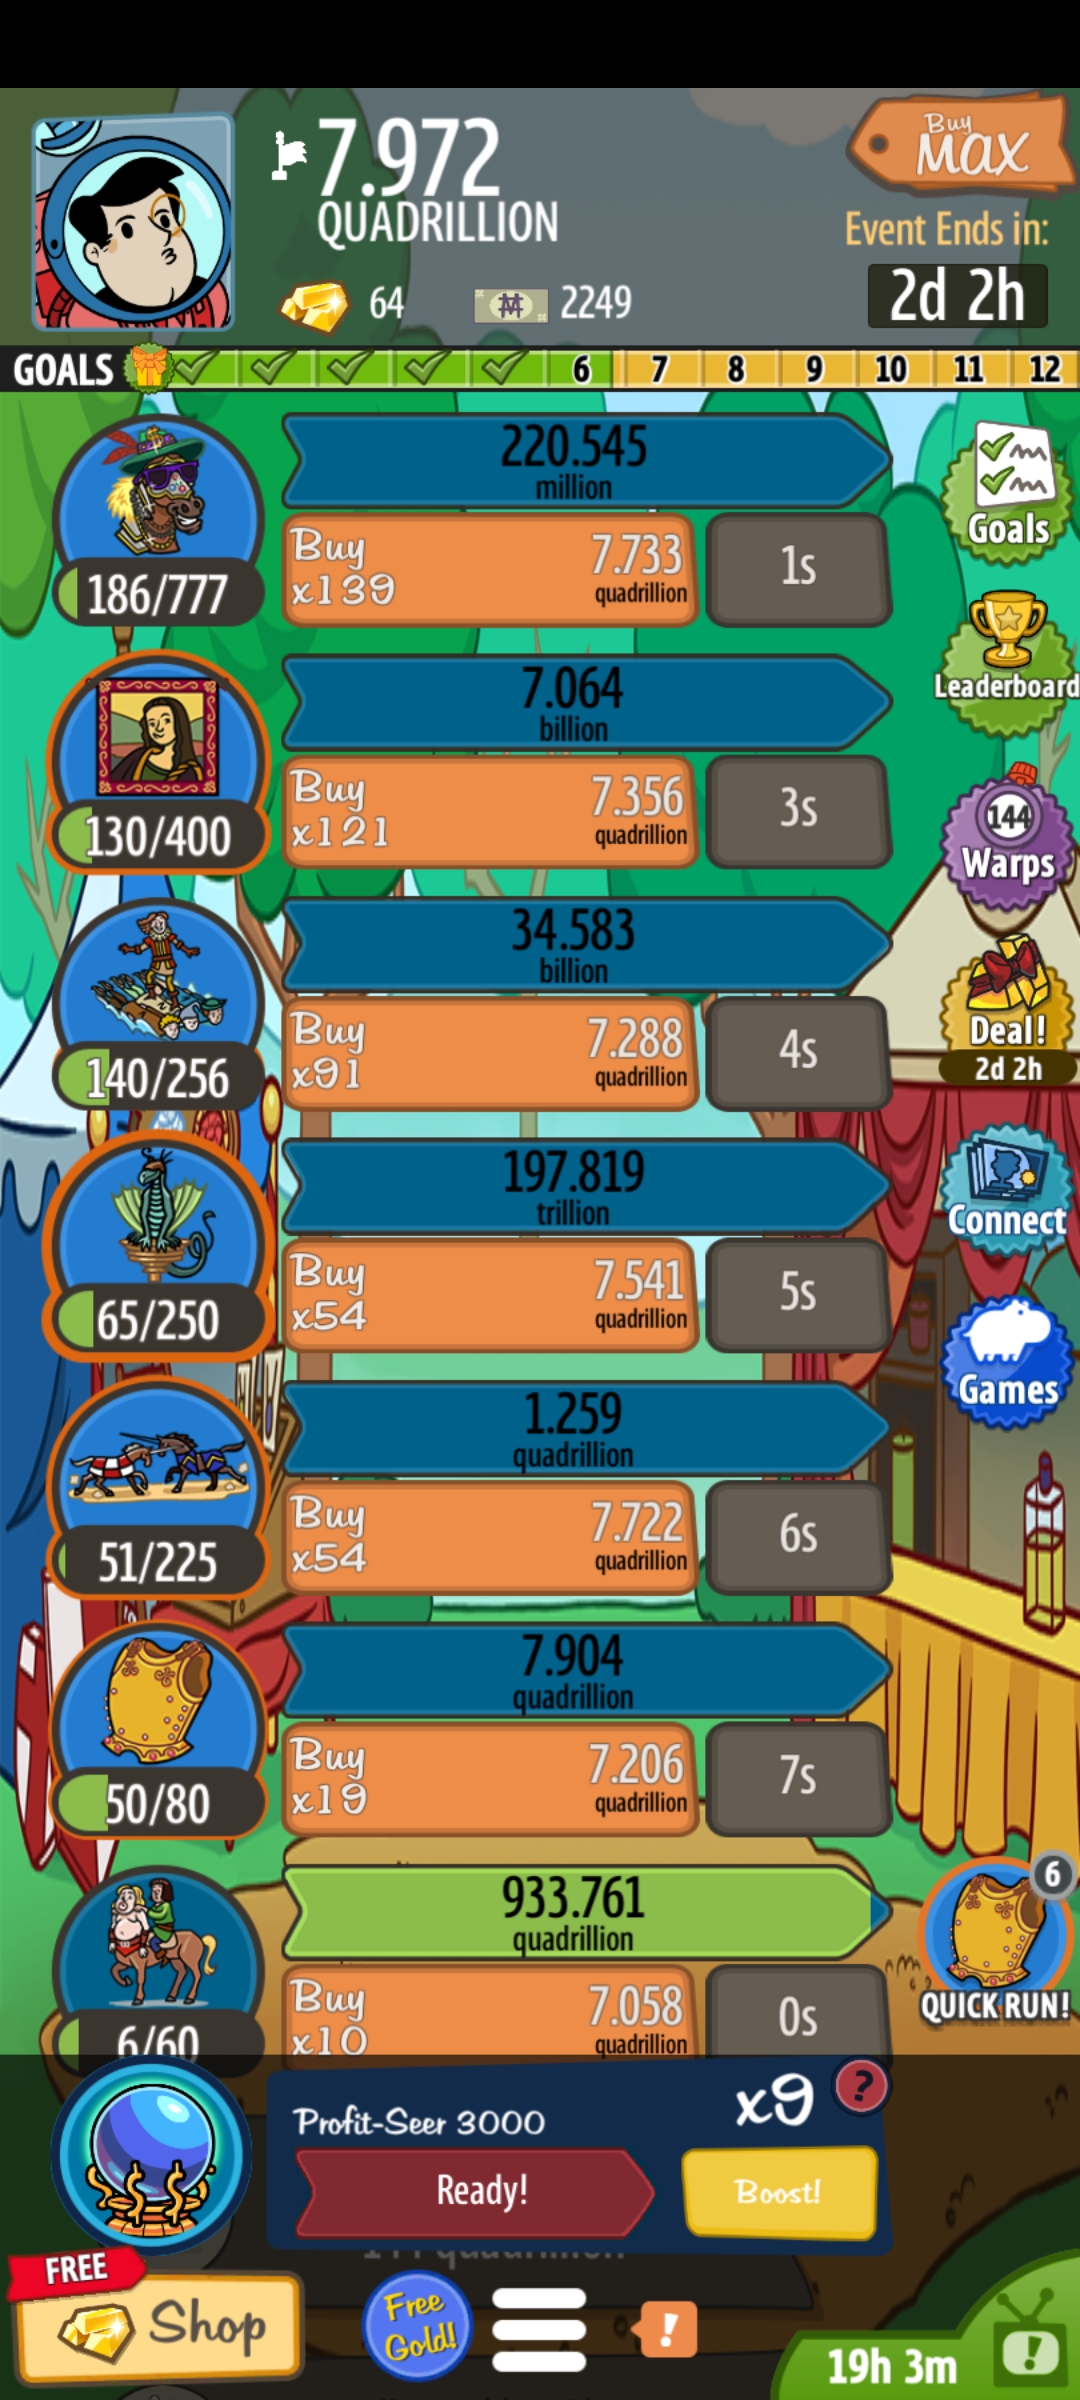 7.972
QUADRILLION
Buy
MAX
Event Ends in:
64
2249
2d 2h
GOALS 6 7 8 9 10 11 12
220.545
million
Buy
x139
7.733
quadrillion
1s
186/777
Goals
Leaderboard
7.064
billion
Buy
x121
7.356
quadrillion
3s
130/400
144
Warps
34.583
billion
Buy
x91
7.288
quadrillion
4s
140/256
Deal!
2d 2h
197.819
trillion
Buy
x54
7.541
quadrillion
5s
65/250
Connect
1.259
quadrillion
Buy
x54
7.722
quadrillion
6s
51/225
Games
7.904
quadrillion
Buy
x19
7.206
quadrillion
7s
50/80
933.761
quadrillion
Buy
x10
7.058
quadrillion
0s
6/60
6
QUICK RUN!
Profit-Seer 3000
x9
?
Ready!
Boost!
FREE
Shop
Free
Gold!
!
19h 3m
!